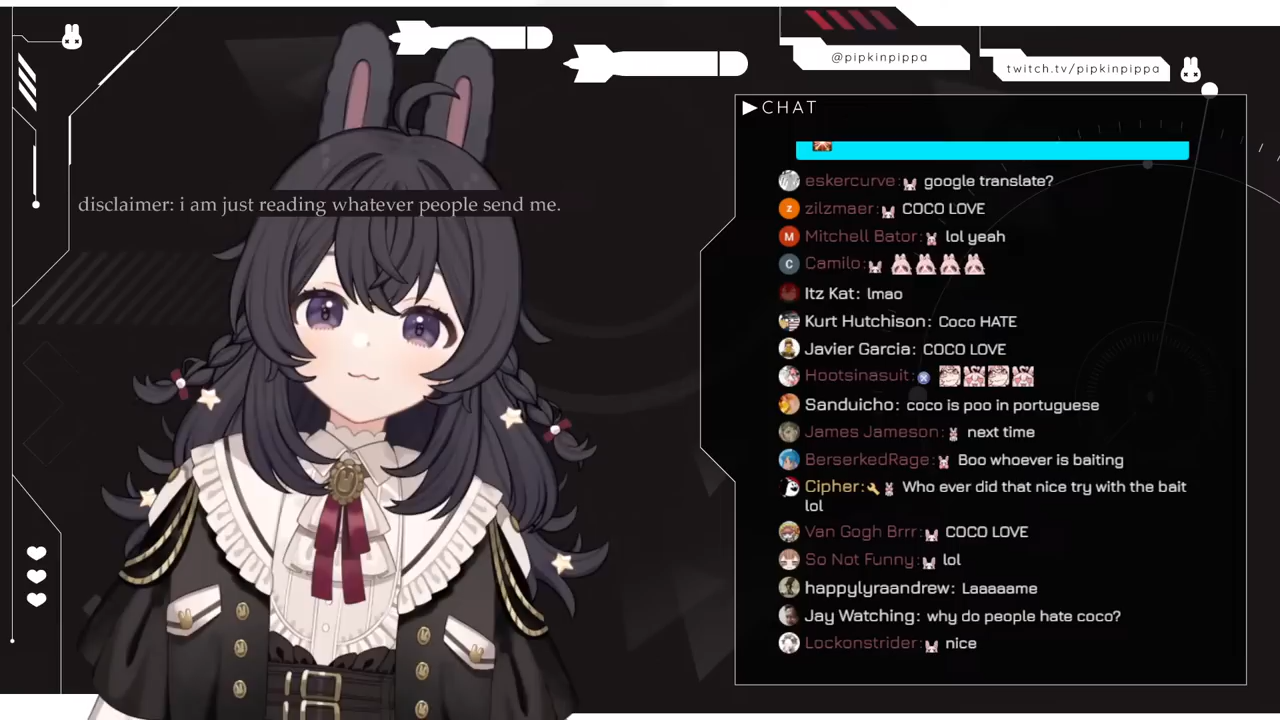 @pipkinpippa
twitch.tv/pipkinpippa
▶CHAT
disclaimer: i am just reading whatever people send me.
eskercurve: google translate?
zilzmaer: COCO LOVE
Mitchell Bator: lol yeah
Camilo:
Itz Kat: lmao
Kurt Hutchison: Coco HATE
Javier Garcia: COCO LOVE
Hootsinasuit:
Sanduicho: coco is poo in portuguese
James Jameson: next time
BerserkedRage: Boo whoever is baiting
Cipher: Who ever did that nice try with the bait
lol
Van Gogh Brrr: COCO LOVE
So Not Funny: lol
happylyraandrew: Laaaaame
Jay Watching: why do people hate coco?
Lockonstrider: nice